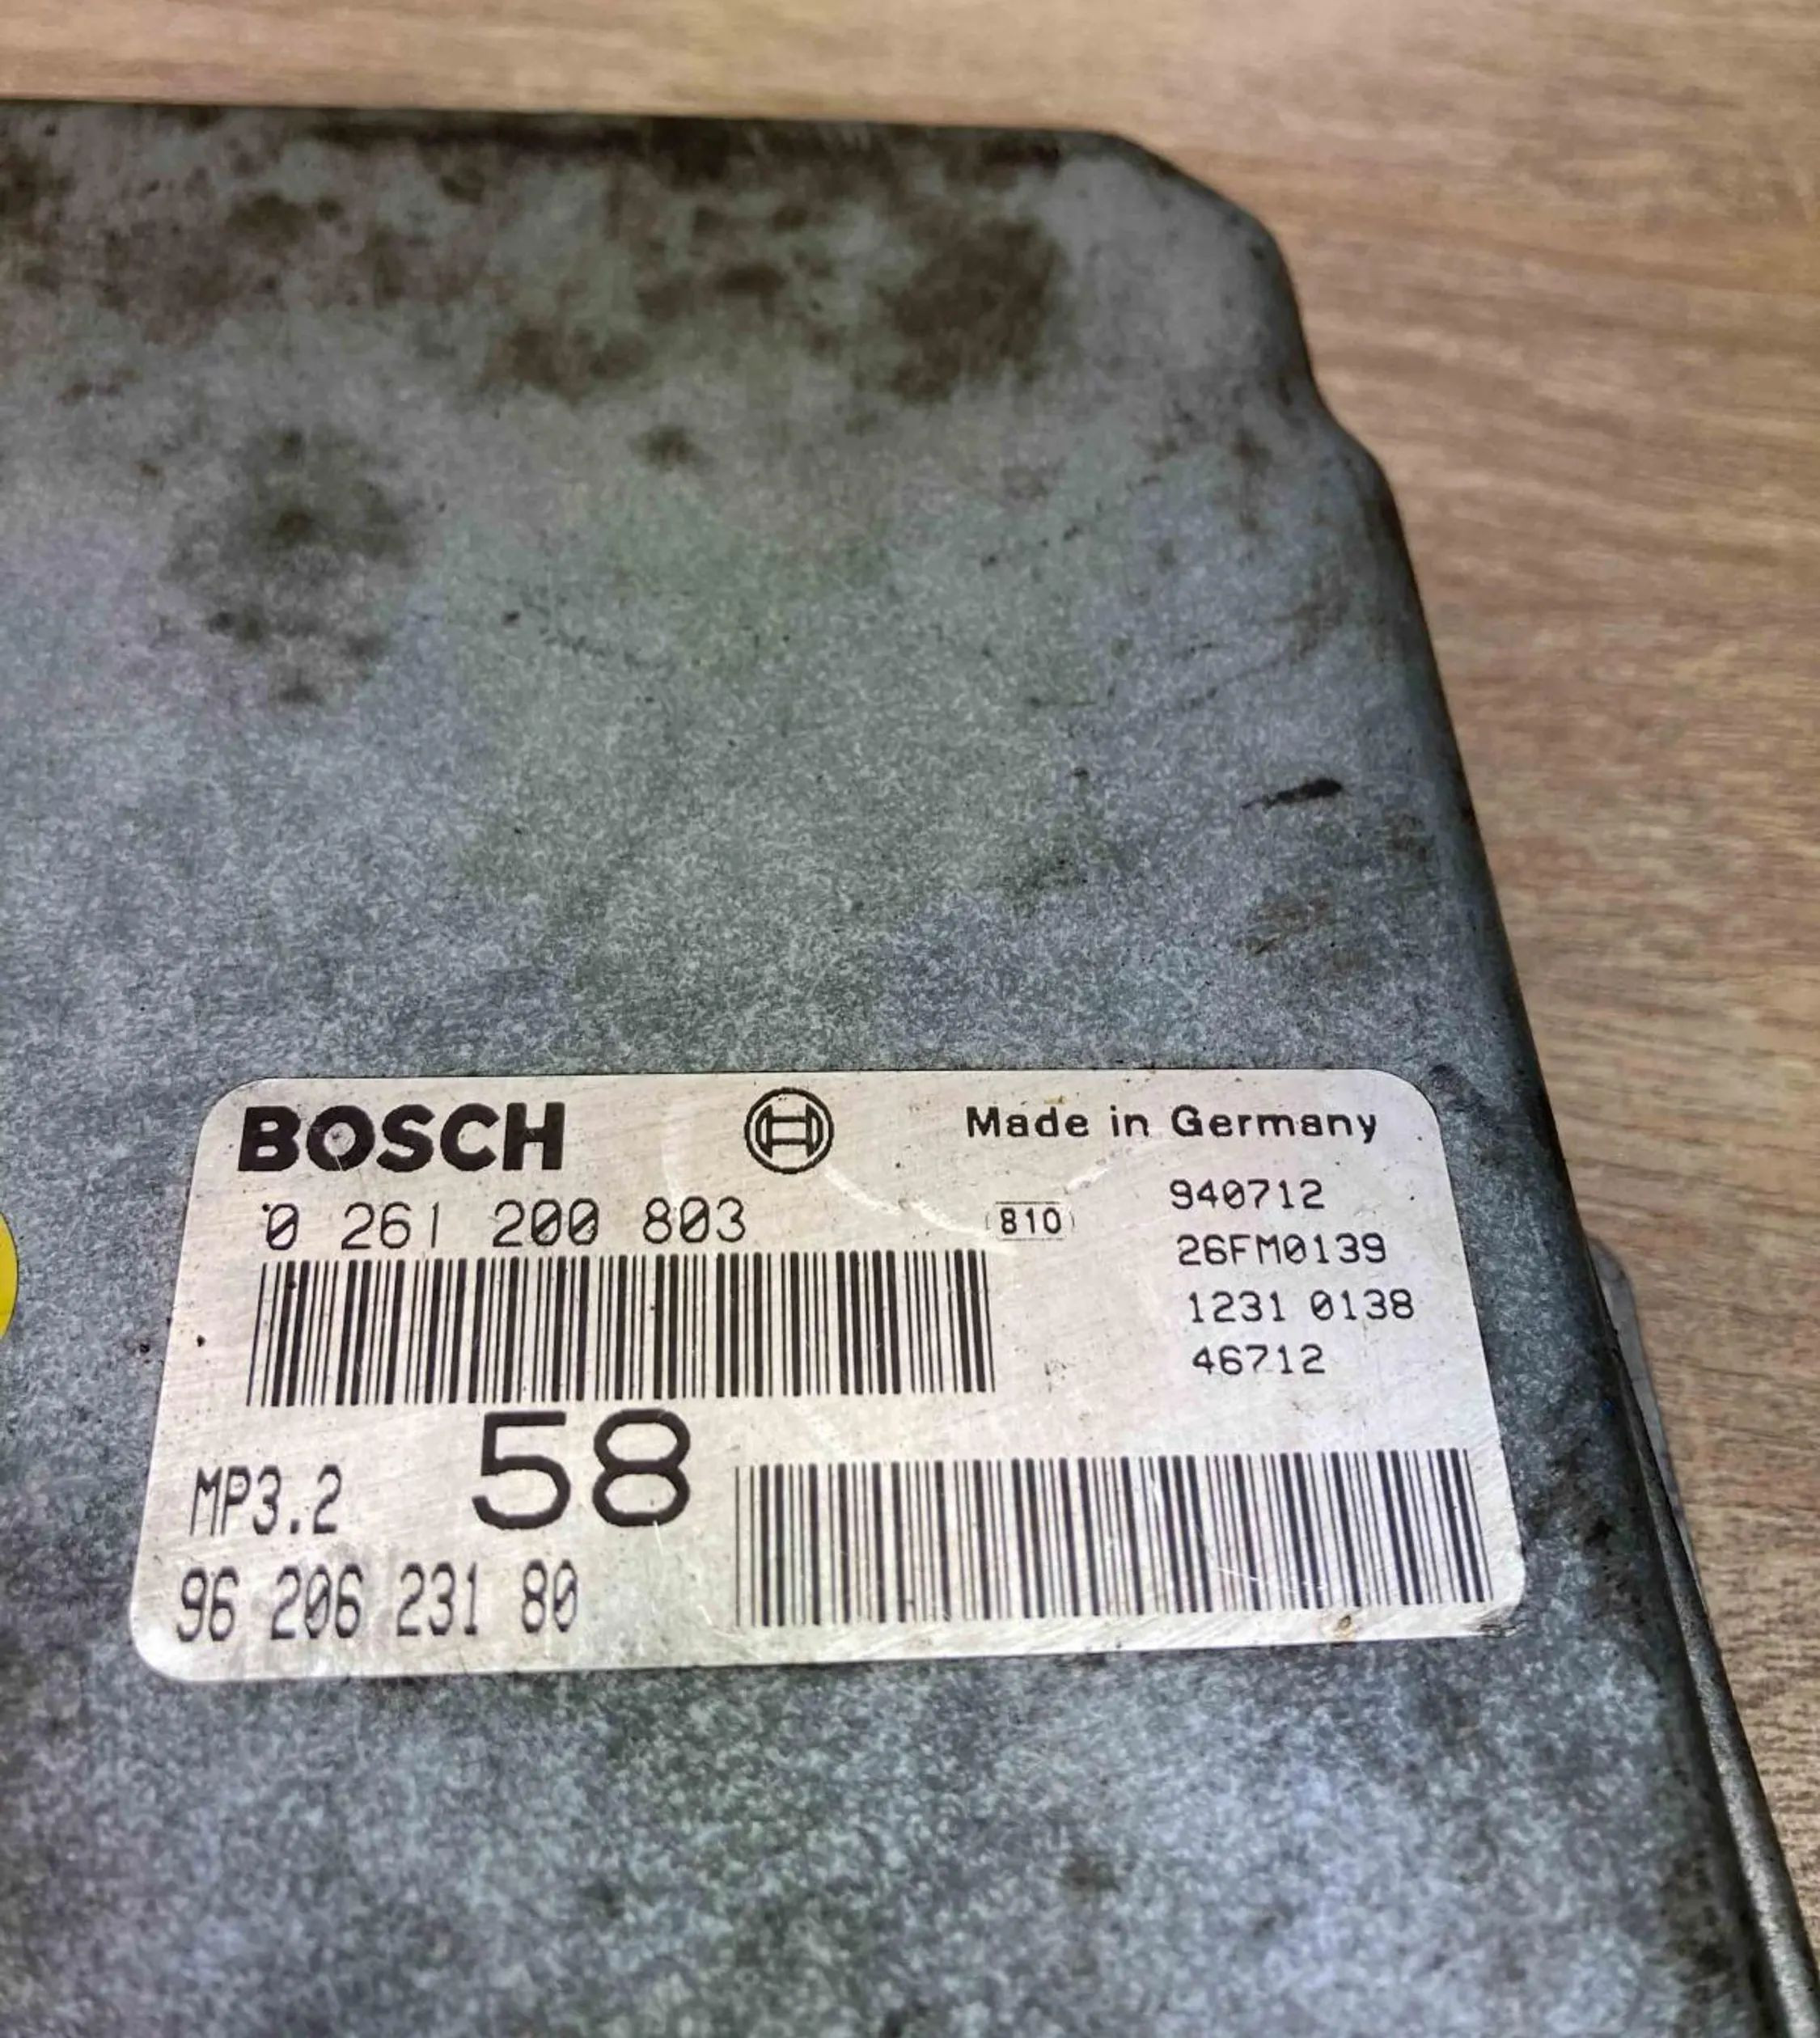 BOSCH
Made in Germany
0 261 200 803
810
940712
26FM0139
1231 0138
46712
MP3.2
58
96 206 231 80